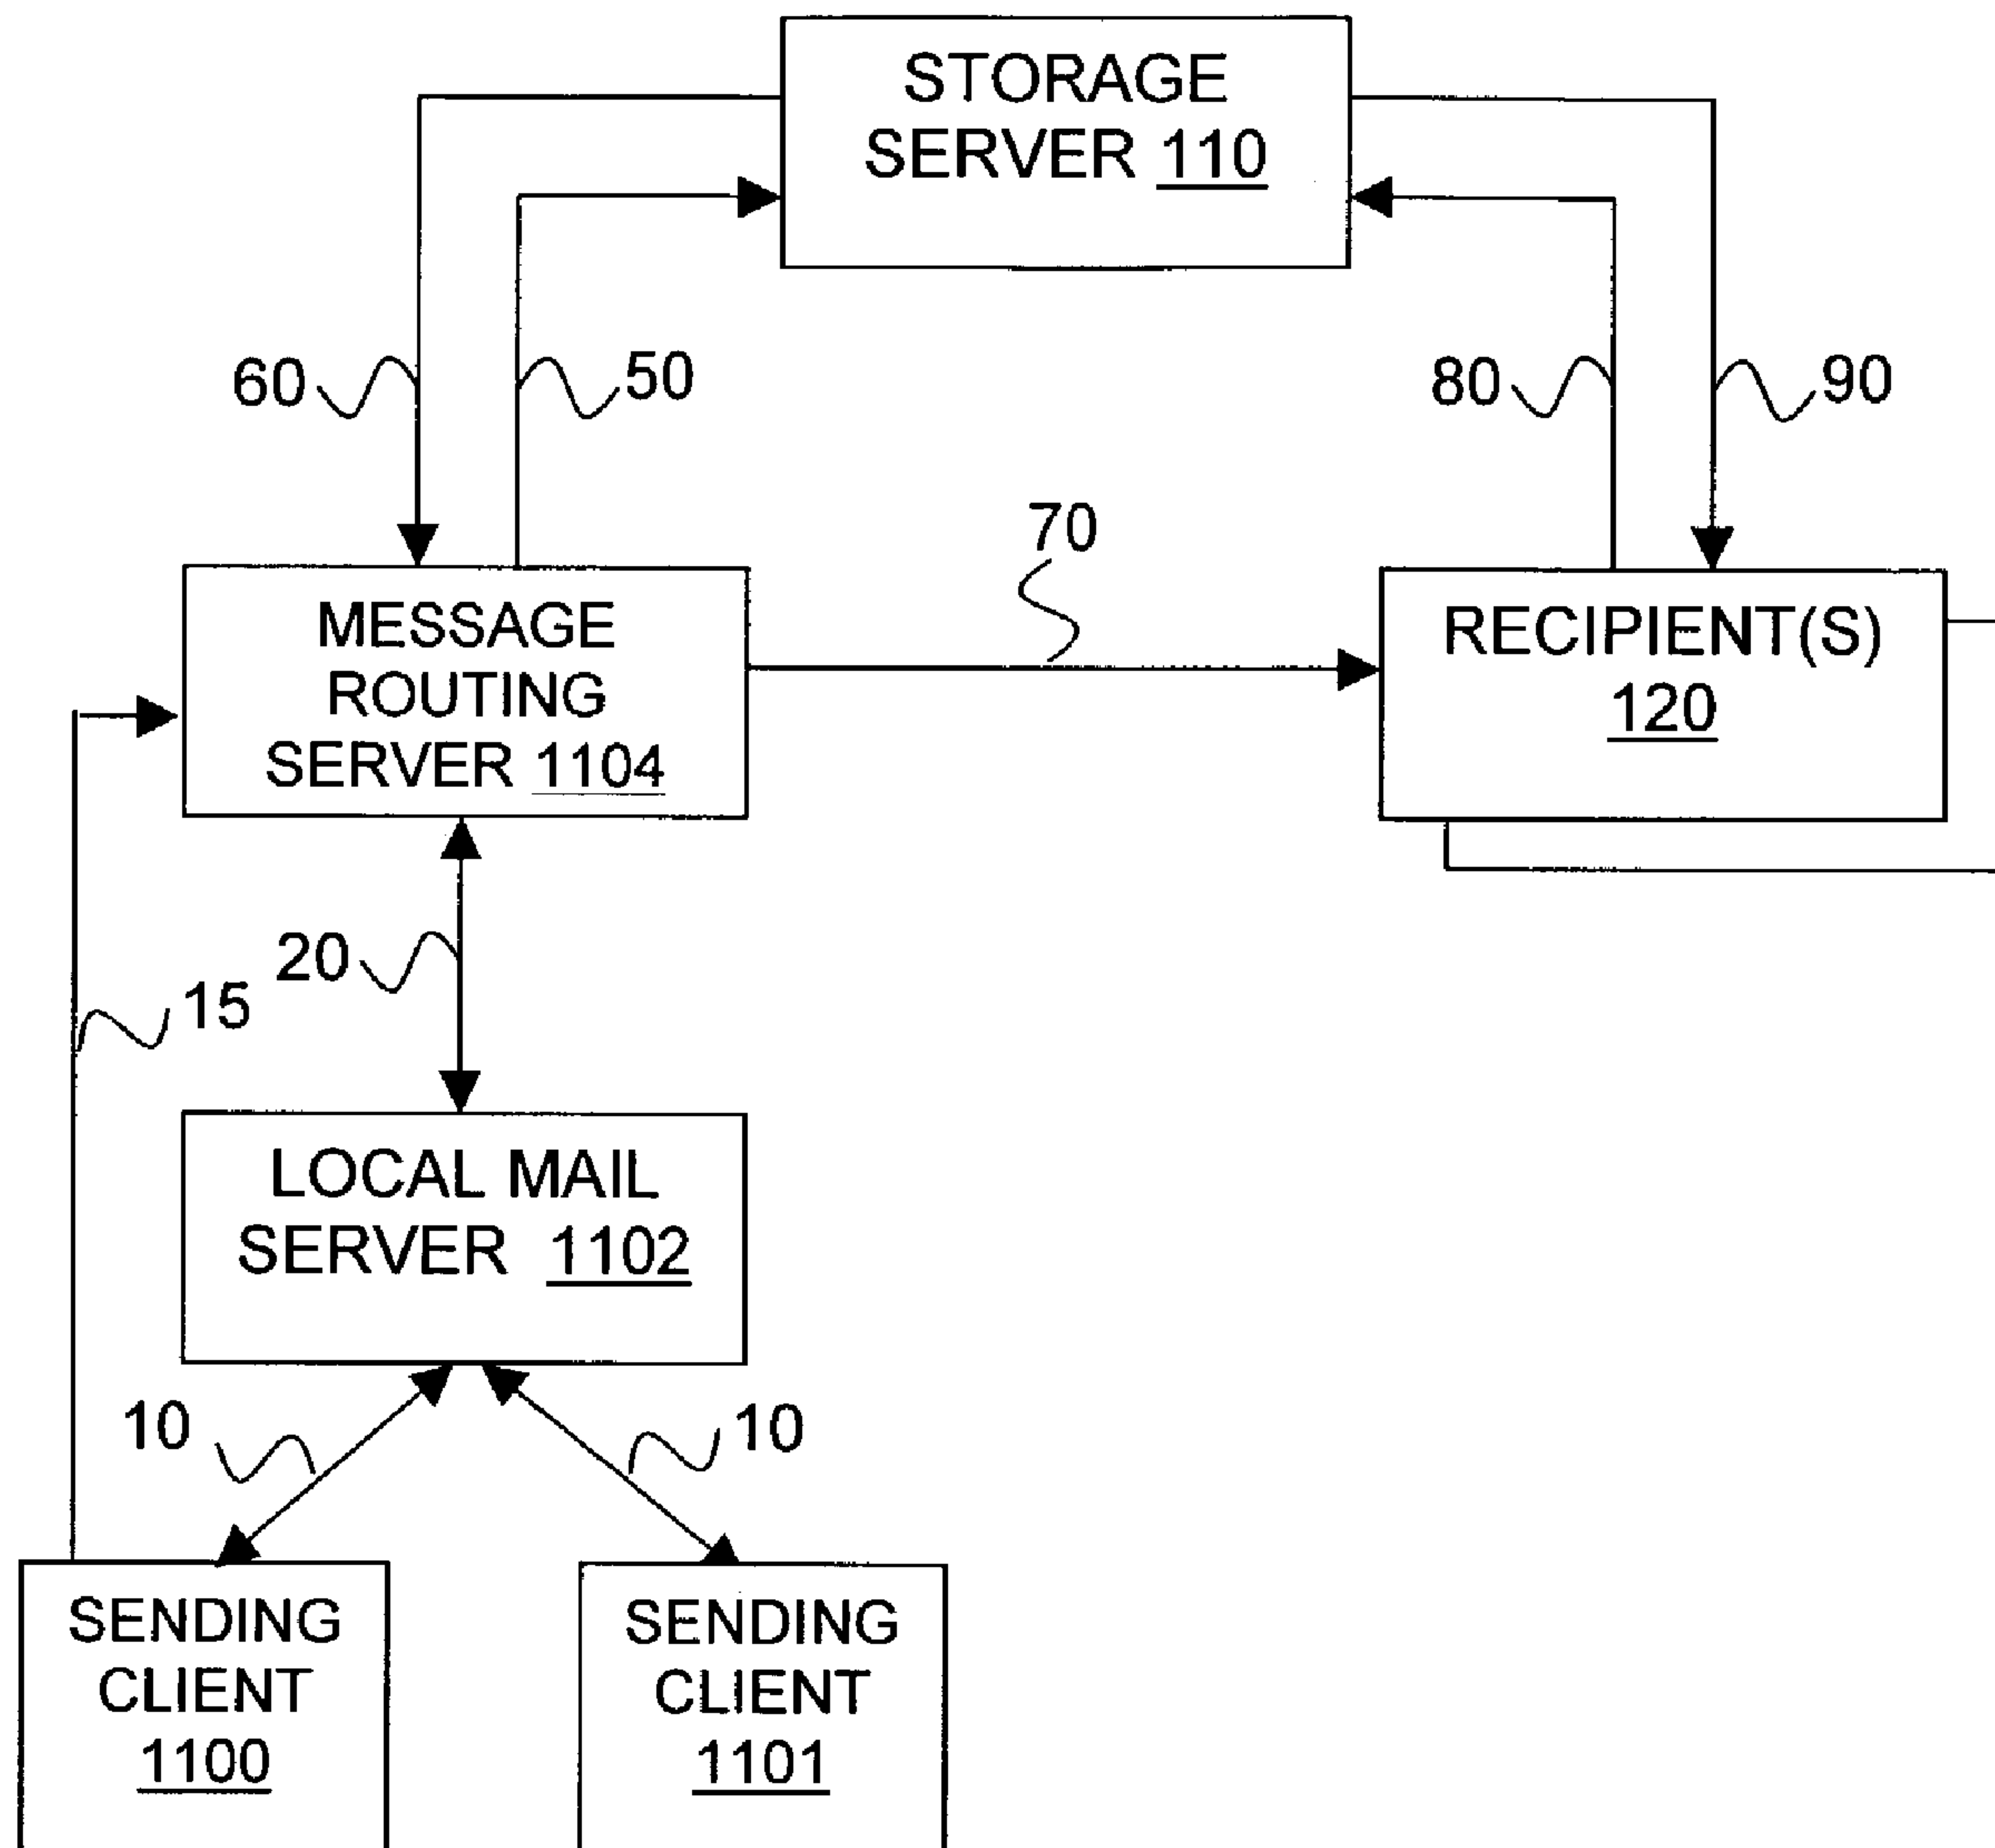 STORAGE
SERVER 110
60
50
80
90
70
MESSAGE
ROUTING
SERVER 1104
RECIPIENT(S)
120
20
15
LOCAL MAIL
SERVER 1102
10
10
SENDING
CLIENT
1100
SENDING
CLIENT
1101